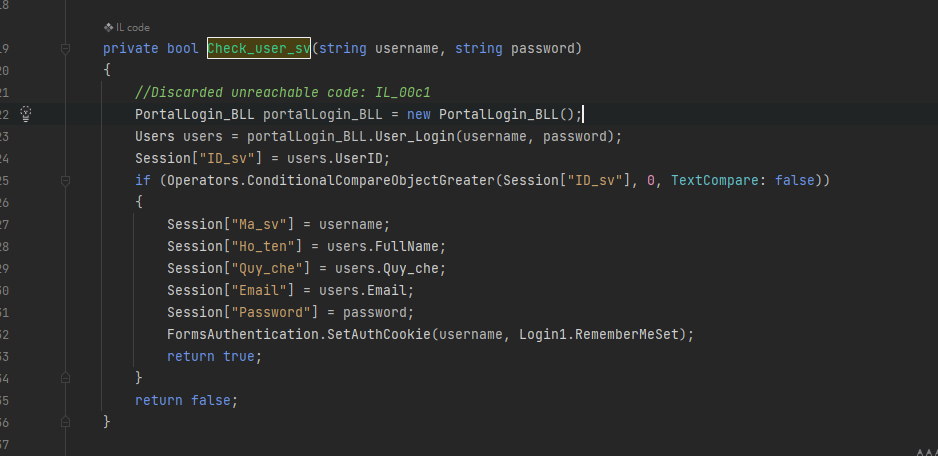 18
IL code
19 private bool Check_user_sv(string username, string password)
20 {
21 //Discarded unreachable code: IL_00c1
22 PortalLogin_BLL portalLogin_BLL = new PortalLogin_BLL();
23 Users users = portalLogin_BLL.User_Login(username, password);
24 Session["ID_sv"] = users.UserID;
25 if (Operators.ConditionalCompareObjectGreater(Session["ID_sv"], 0, TextCompare: false))
26 {
27 Session["Ma_sv"] = username;
28 Session["Ho_ten"] = users.FullName;
29 Session["Quy_che"] = users.Quy_che;
30 Session["Email"] = users.Email;
31 Session["Password"] = password;
32 FormsAuthentication.SetAuthCookie(username, Login1.RememberMeSet);
33 return true;
34 }
35 return false;
36 }
37